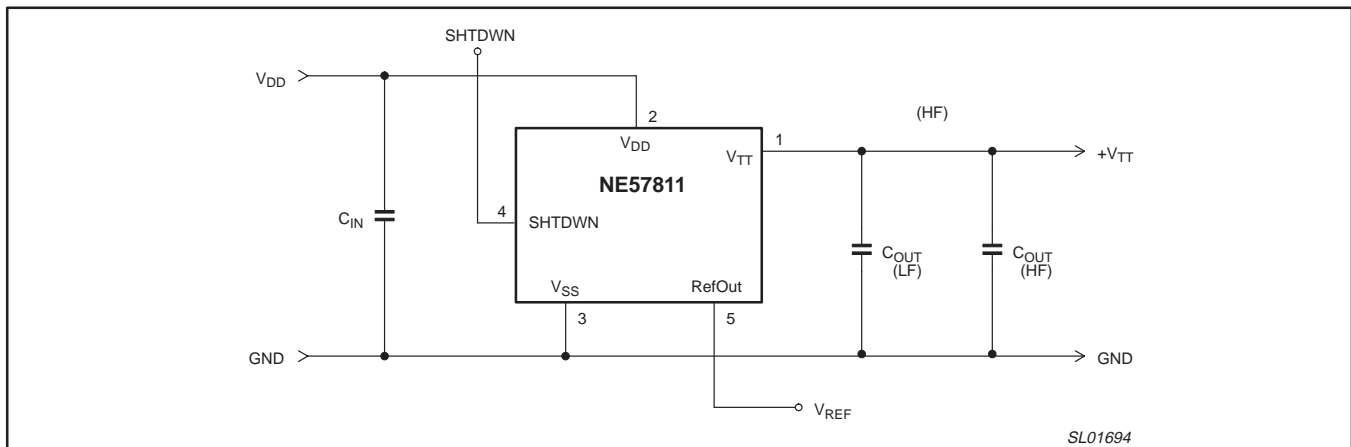 SHTDWN
VDD
2
(HF)
VDD
VTT
1
+VTT
NE57811
4
SHTDWN
CIN
COUT
(LF)
COUT
(HF)
VSS
RefOut
3
5
GND
GND
VREF
SL01694